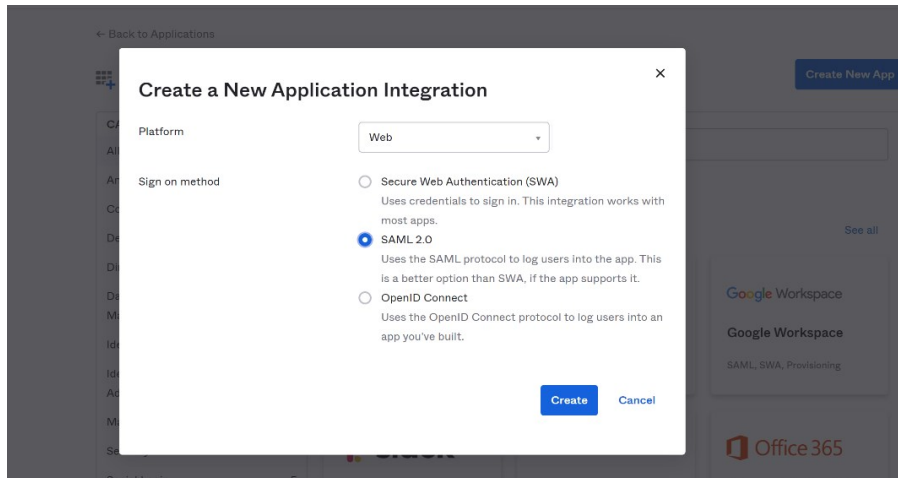 ← Back to Applications
Create New App
Create a New Application Integration
Platform
Web
Sign on method
Secure Web Authentication (SWA)
Uses credentials to sign in. This integration works with
most apps.
SAML 2.0
Uses the SAML protocol to log users into the app. This
is a better option than SWA, if the app supports it.
OpenID Connect
Uses the OpenID Connect protocol to log users into an
app you've built.
Create
Cancel
See all
Google Workspace
Google Workspace
SAML, SWA, Provisioning
Office 365